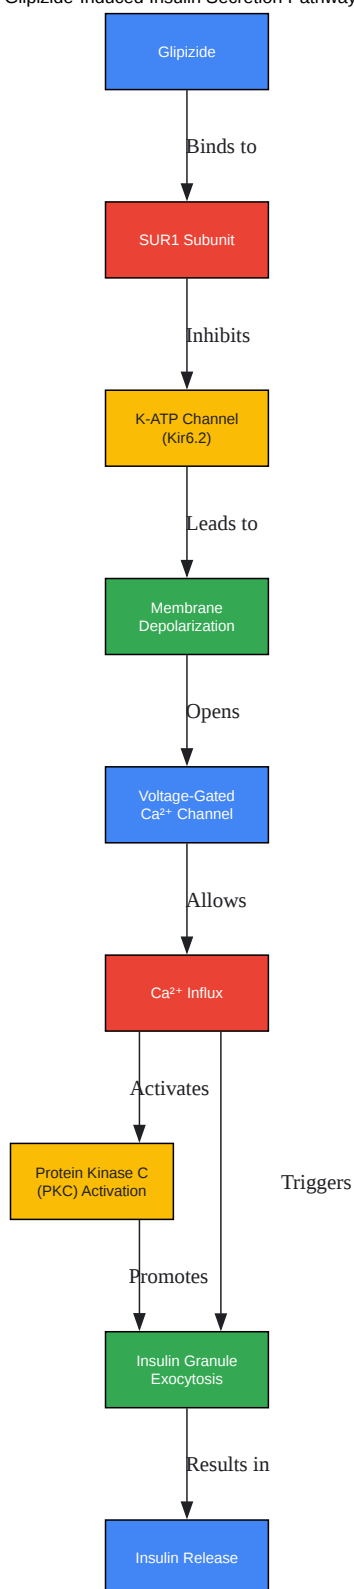 Glipizide-Induced Insulin Secretion Pathway
Glipizide
Binds to
SUR1 Subunit
Inhibits
K-ATP Channel
(Kir6.2)
Leads to
Membrane
Depolarization
Opens
Voltage-Gated
Ca²⁺ Channel
Allows
Ca²⁺ Influx
Activates
Protein Kinase C
(PKC) Activation
Triggers
Promotes
Insulin Granule
Exocytosis
Results in
Insulin Release